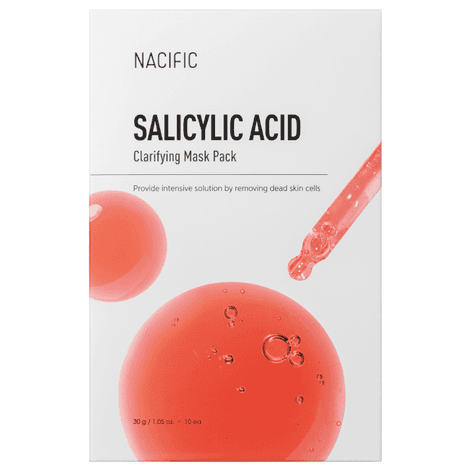 NACIFIC
SALICYLIC ACID
Clarifying Mask Pack
Provide intensive solution by removing dead skin cells
30 g / 1.05 oz. × 10 ea